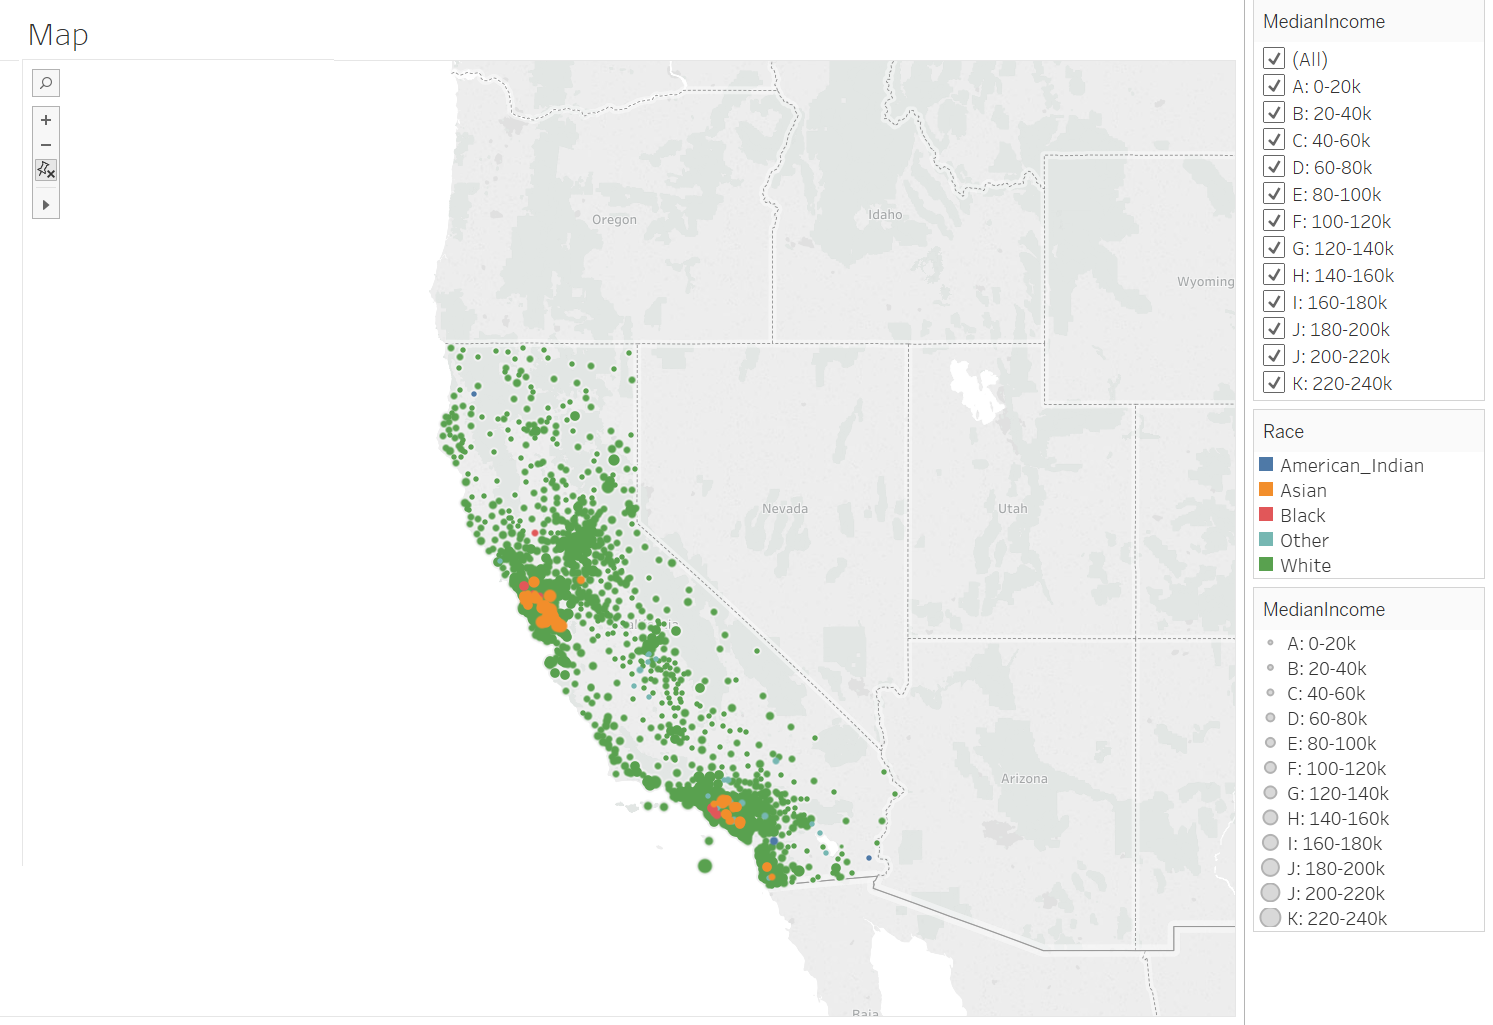 Map
Oregon
Idaho
Wyoming
Nevada
Utah
Arizona
Baja
MedianIncome
(All)
A: 0-20k
B: 20-40k
C: 40-60k
D: 60-80k
E: 80-100k
F: 100-120k
G: 120-140k
H: 140-160k
I: 160-180k
J: 180-200k
J: 200-220k
K: 220-240k
Race
American_Indian
Asian
Black
Other
White
MedianIncome
A: 0-20k
B: 20-40k
C: 40-60k
D: 60-80k
E: 80-100k
F: 100-120k
G: 120-140k
H: 140-160k
I: 160-180k
J: 180-200k
J: 200-220k
K: 220-240k